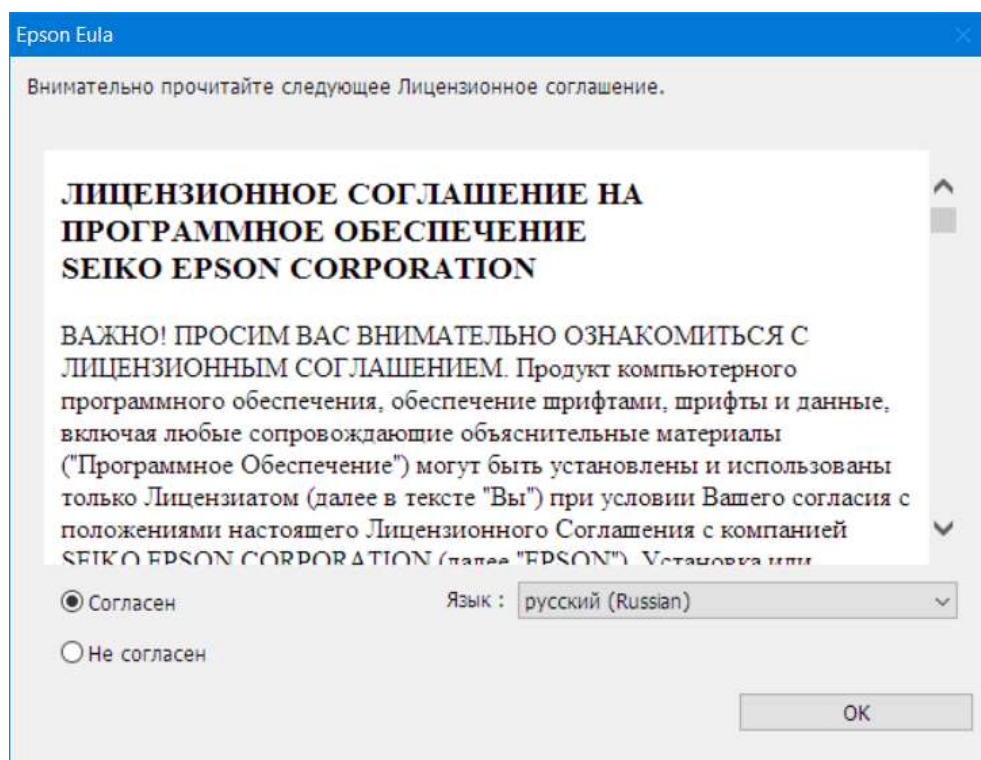 Epson Eula
Внимательно прочитайте следующее Лицензионное соглашение.
ЛИЦЕНЗИОННОЕ СОГЛАШЕНИЕ НА
ПРОГРАММНОЕ ОБЕСПЕЧЕНИЕ
SEIKO EPSON CORPORATION
ВАЖНО! ПРОСИМ ВАС ВНИМАТЕЛЬНО ОЗНАКОМИТЬСЯ С
ЛИЦЕНЗИОННЫМ СОГЛАШЕНИЕМ. Продукт компьютерного
программного обеспечения, обеспечение шрифтами, шрифты и данные,
включая любые сопровождающие объяснительные материалы
("Программное Обеспечение") могут быть установлены и использованы
только Лицензиатом (далее в тексте "Вы") при условии Вашего согласия с
положениями настоящего Лицензионного Соглашения с компанией
SEIKO EPSON CORPORATION (далее "EPSON"). Установка или
Согласен
Язык : русский (Russian)
Не согласен
OK